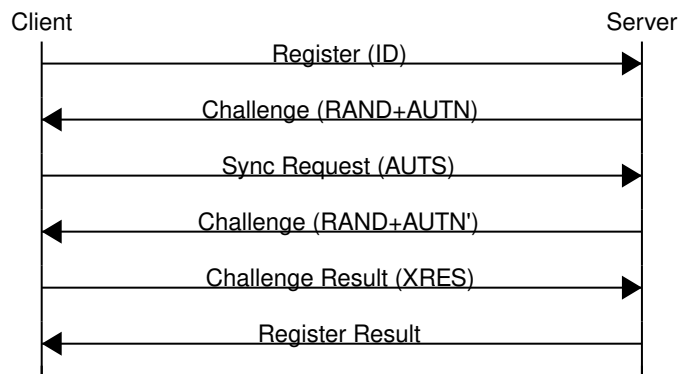 Client Server
Register (ID)
Challenge (RAND+AUTN)
Sync Request (AUTS)
Challenge (RAND+AUTN')
Challenge Result (XRES)
Register Result